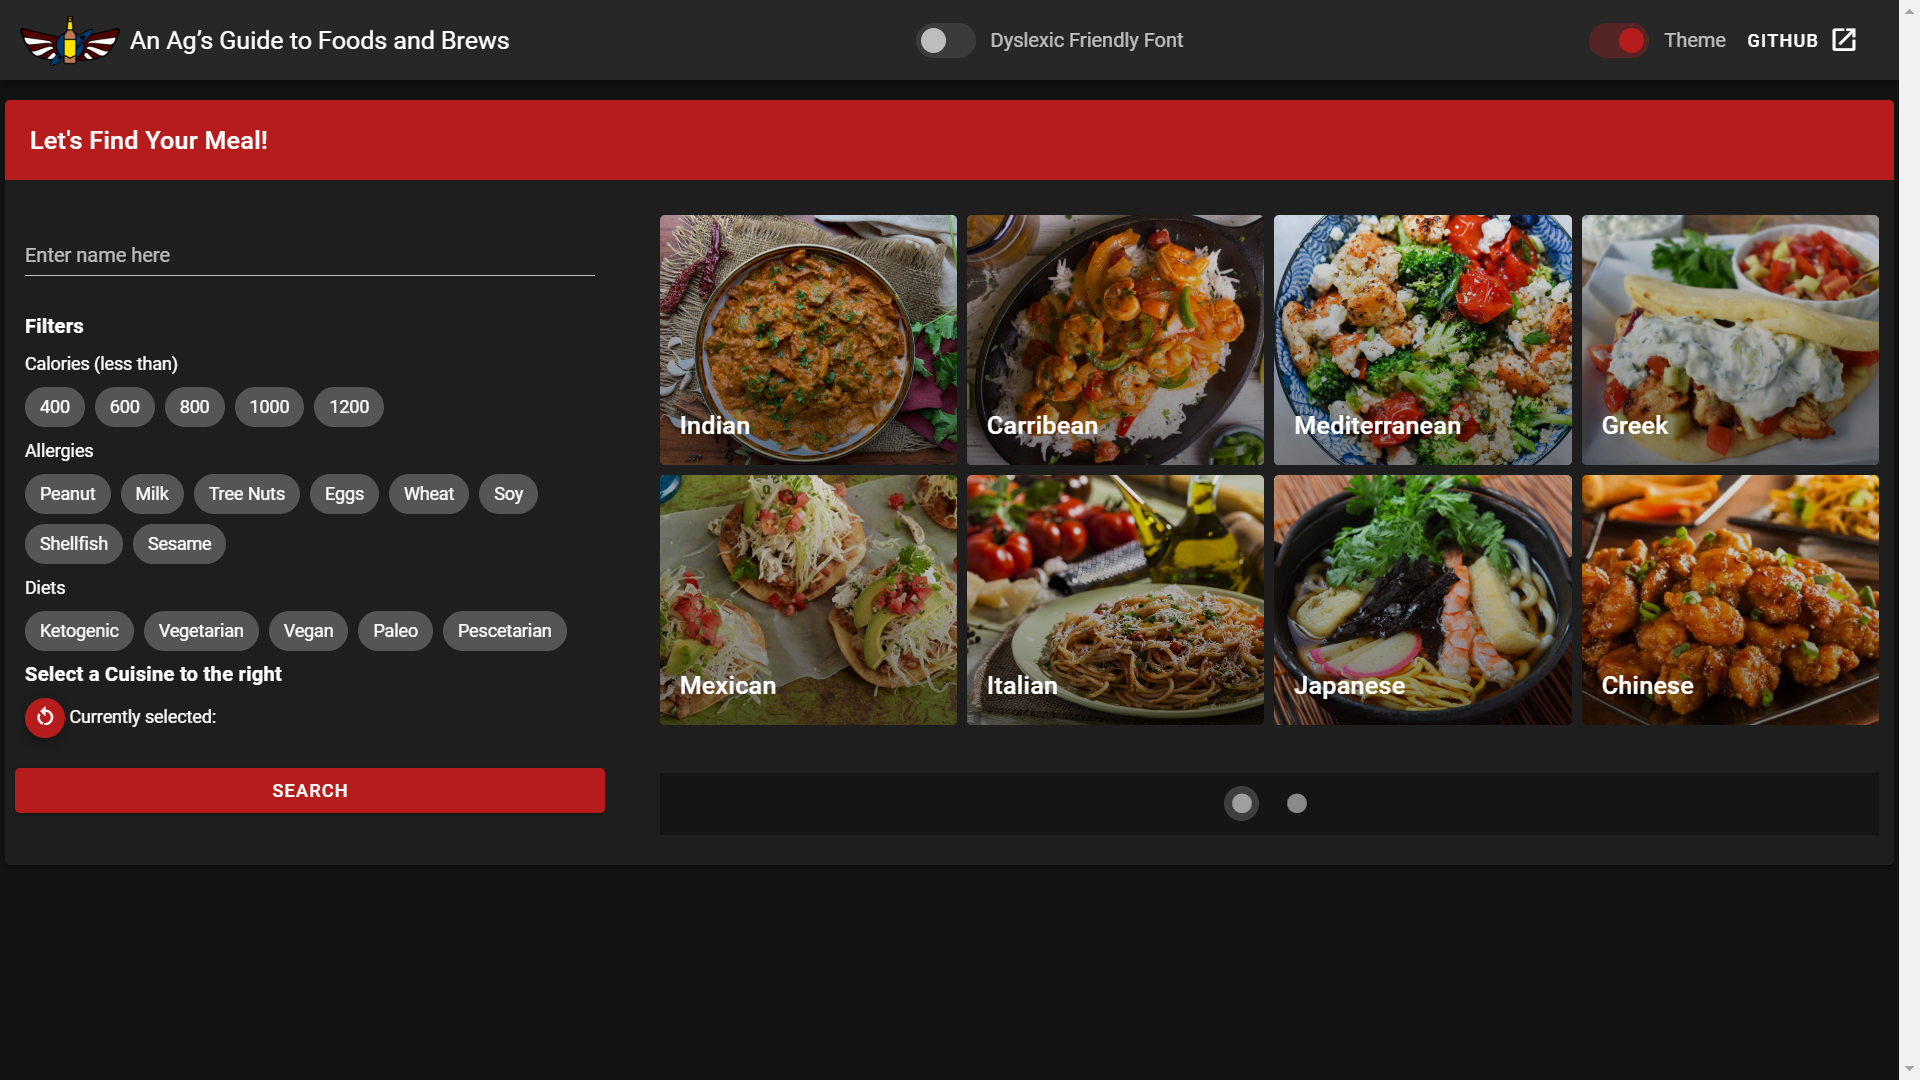 An Ag’s Guide to Foods and Brews
Dyslexic Friendly Font
Theme
GITHUB
Let's Find Your Meal!
Enter name here
Filters
Calories (less than)
400 600 800 1000 1200
Allergies
Peanut Milk Tree Nuts Eggs Wheat Soy
Shellfish Sesame
Diets
Ketogenic Vegetarian Vegan Paleo Pescetarian
Select a Cuisine to the right
Currently selected:
SEARCH
Indian
Carribean
Mediterranean
Greek
Mexican
Italian
Japanese
Chinese